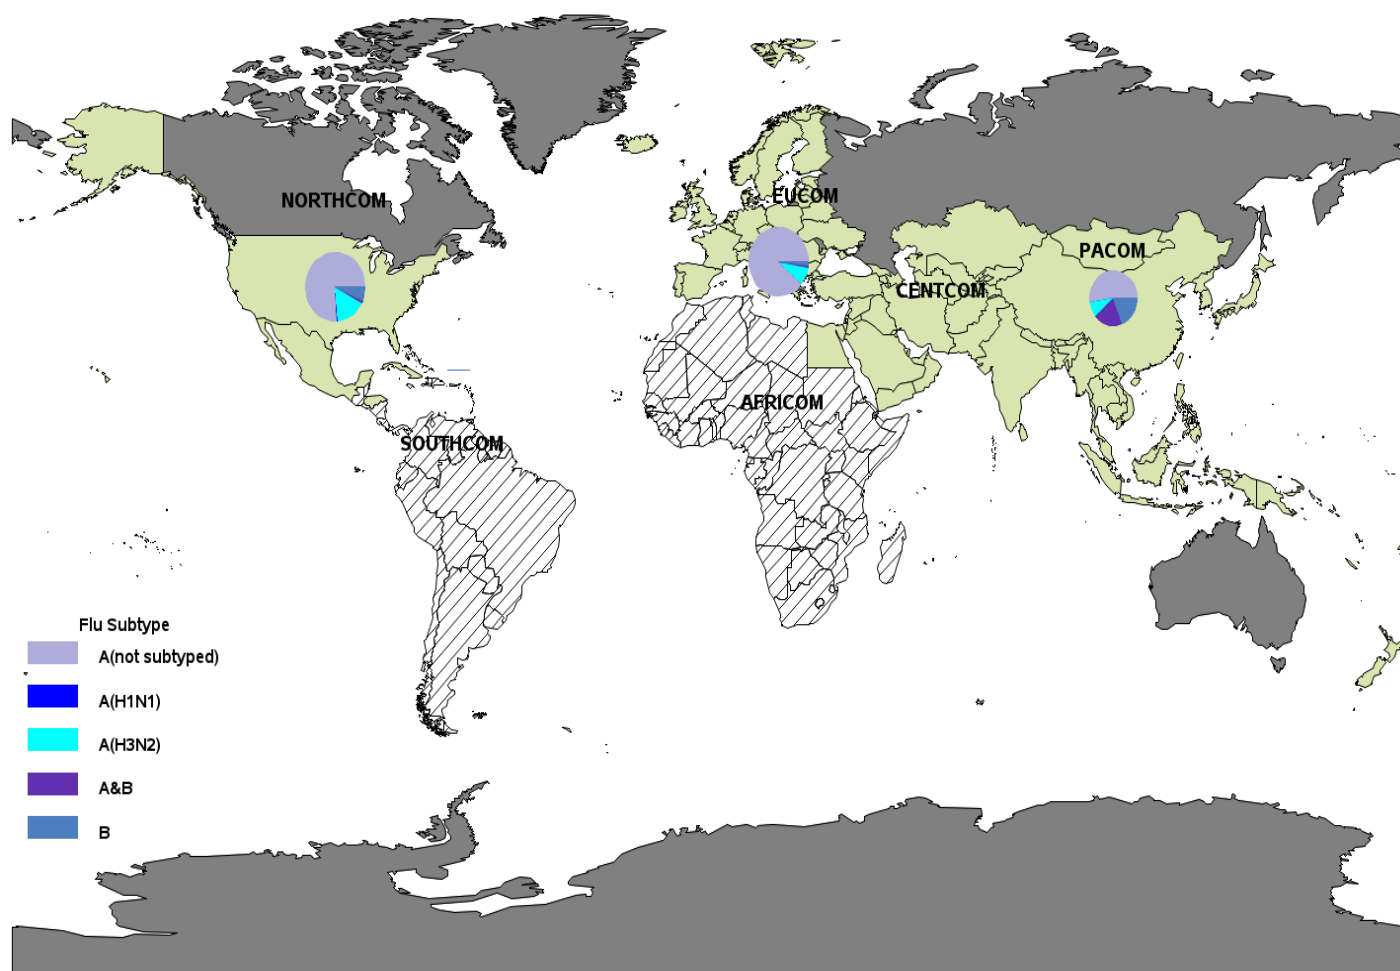 NORTHCOM
EUCOM
PACOM
CENTCOM
AFRICOM
SOUTHCOM
Flu Subtype
A(not subtyped)
A(H1N1)
A(H3N2)
A&B
B